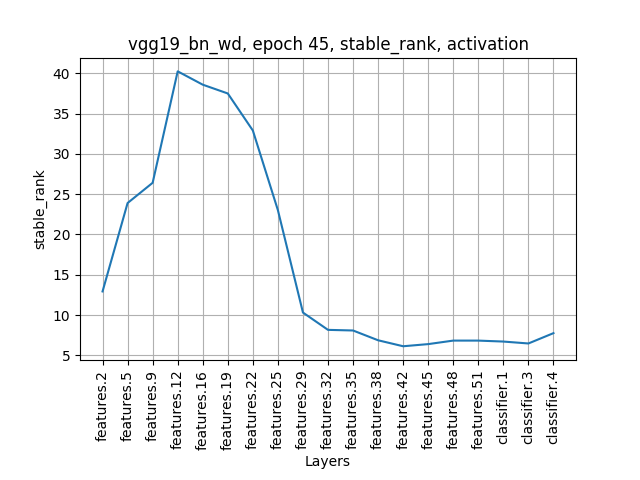 vgg19_bn_wd, epoch 45, stable_rank, activation
stable_rank
40
35
30
25
20
15
10
5
features.2
features.5
features.9
features.12
features.16
features.19
features.22
features.25
features.29
features.32
features.35
features.38
features.42
features.45
features.48
features.51
classifier.1
classifier.3
classifier.4
Layers